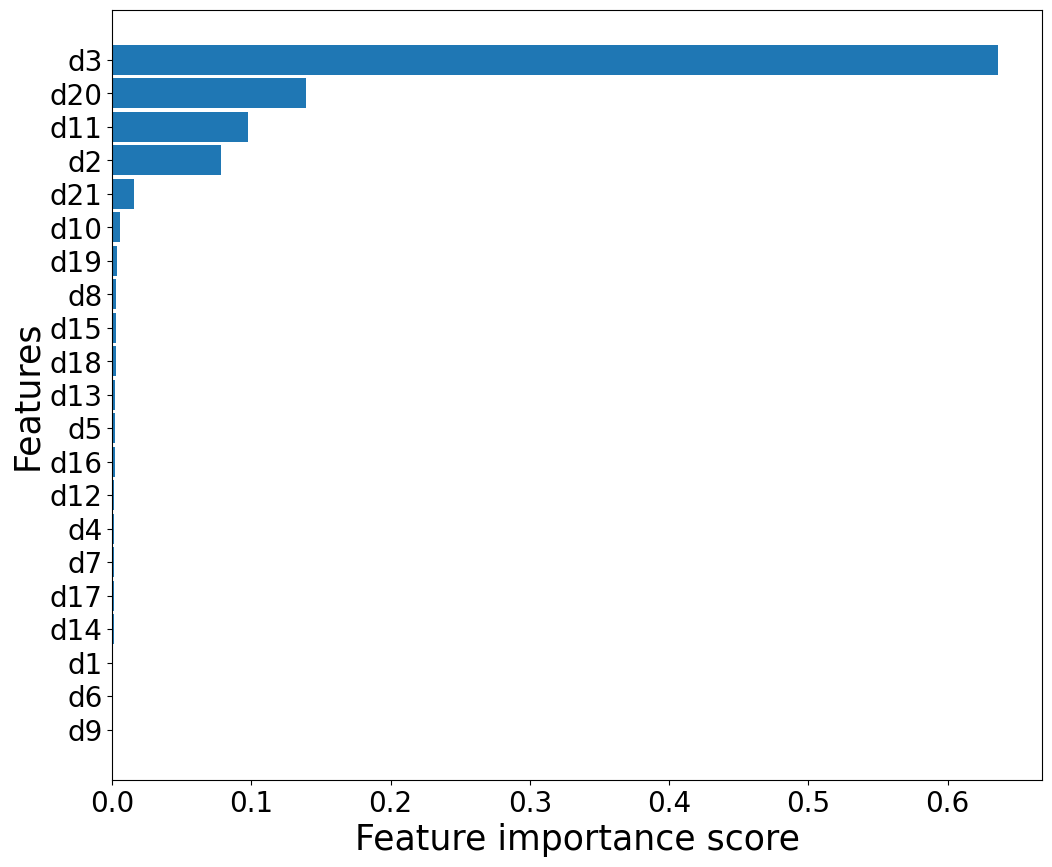 d3
d20
d11
d2
d21
d10
d19
d8
d15
d18
d13
d5
d16
d12
d4
d7
d17
d14
d1
d6
d9
Features
0.0 0.1 0.2 0.3 0.4 0.5 0.6
Feature importance score